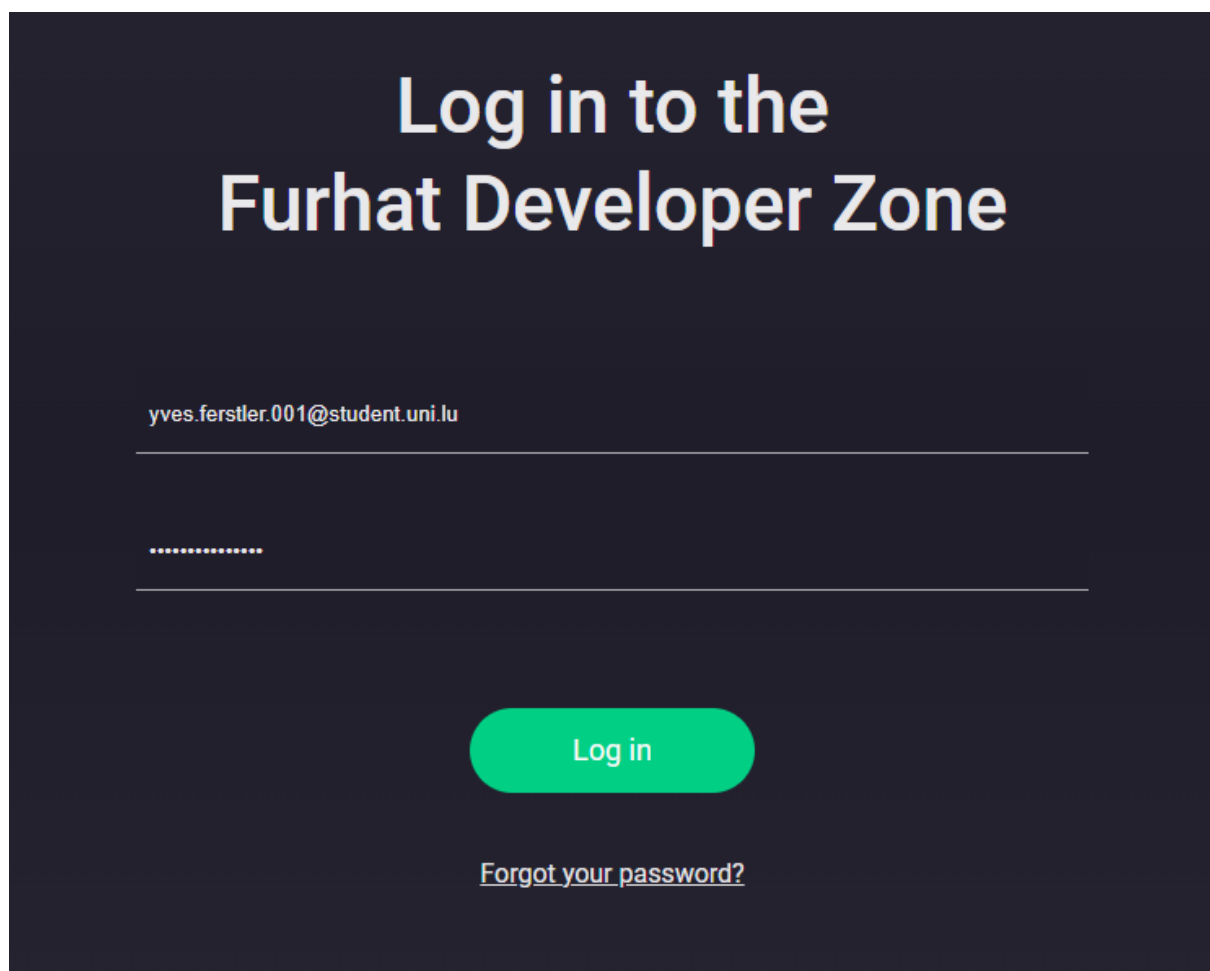 Log in to the
Furhat Developer Zone
yves.ferstler.001@student.uni.lu
•••••••••••••••
Log in
Forgot your password?